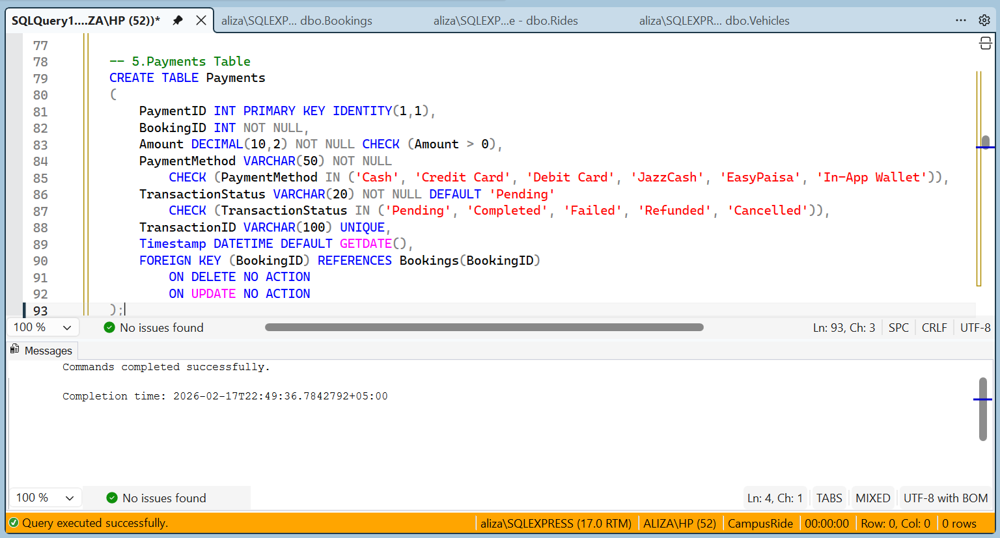 SQLQuery1....ZA\HP (52))* aliza\SQLEXP... dbo.Bookings aliza\SQLEXP...e - dbo.Rides aliza\SQLEXPR... dbo.Vehicles ...
77
78 -- 5.Payments Table
79 CREATE TABLE Payments
80 (
81 PaymentID INT PRIMARY KEY IDENTITY(1,1),
82 BookingID INT NOT NULL,
83 Amount DECIMAL(10,2) NOT NULL CHECK (Amount > 0),
84 PaymentMethod VARCHAR(50) NOT NULL
85 CHECK (PaymentMethod IN ('Cash', 'Credit Card', 'Debit Card', 'JazzCash', 'EasyPaisa', 'In-App Wallet')),
86 TransactionStatus VARCHAR(20) NOT NULL DEFAULT 'Pending'
87 CHECK (TransactionStatus IN ('Pending', 'Completed', 'Failed', 'Refunded', 'Cancelled')),
88 TransactionID VARCHAR(100) UNIQUE,
89 Timestamp DATETIME DEFAULT GETDATE(),
90 FOREIGN KEY (BookingID) REFERENCES Bookings(BookingID)
91 ON DELETE NO ACTION
92 ON UPDATE NO ACTION
93 );
100 % No issues found Ln: 93, Ch: 3 SPC CRLF UTF-8
Messages
Commands completed successfully.
Completion time: 2026-02-17T22:49:36.7842792+05:00
100 % No issues found Ln: 4, Ch: 1 TABS MIXED UTF-8 with BOM
Query executed successfully. aliza\SQLEXPRESS (17.0 RTM) ALIZA\HP (52) CampusRide 00:00:00 Row: 0, Col: 0 0 rows